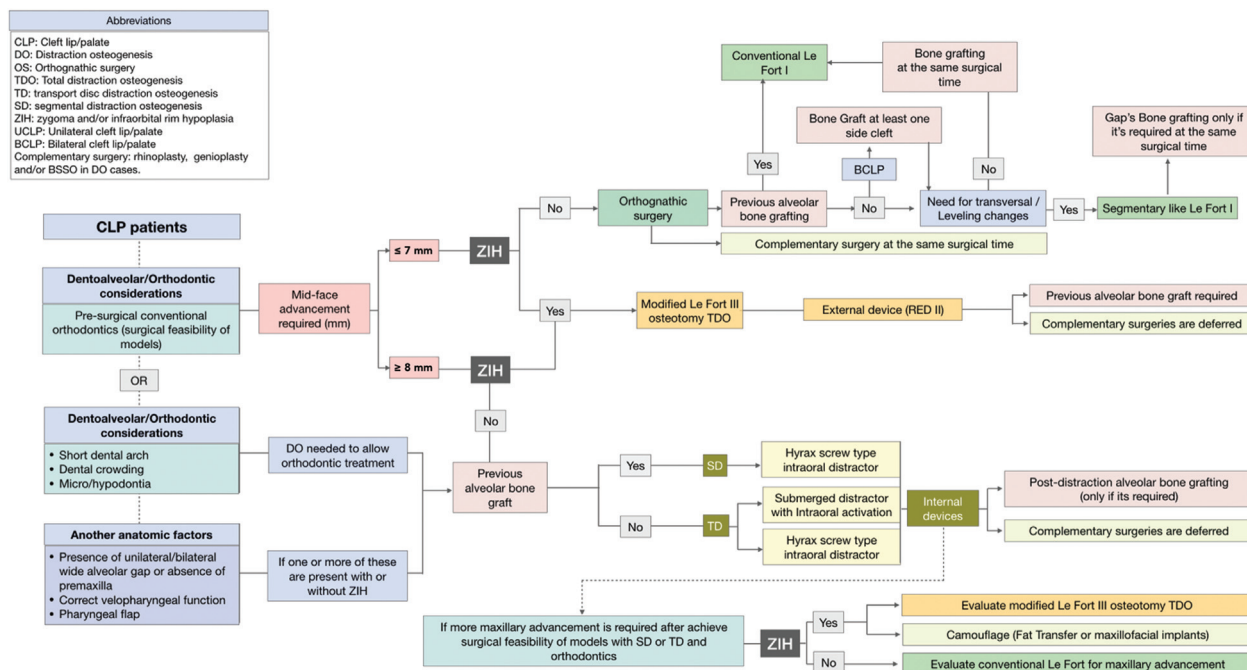 Abbreviations
CLP: Cleft lip/palate
DO: Distraction osteogenesis
OS: Orthognathic surgery
TDO: Total distraction osteogenesis
TD: transport disc distraction osteogenesis
SD: segmental distraction osteogenesis
ZIH: zygoma and/or infraorbital rim hypoplasia
UCLP: Unilateral cleft lip/palate
BCLP: Bilateral cleft lip/palate
Complementary surgery: rhinoplasty, genioplasty
and/or BSSO in DO cases.
CLP patients
Dentoalveolar/Orthodontic
considerations
Pre-surgical conventional
orthodontics (surgical feasibility of
models)
OR
Dentoalveolar/Orthodontic
considerations
• Short dental arch
• Dental crowding
• Micro/hypodontia
Another anatomic factors
• Presence of unilateral/bilateral
wide alveolar gap or absence of
premaxilla
• Correct velopharyngeal function
• Pharyngeal flap
Mid-face
advancement
required (mm)
≤ 7 mm
ZIH
≥ 8 mm
ZIH
No
Yes
No
Orthognathic
surgery
Previous alveolar
bone grafting
Yes
Conventional Le
Fort I
No
BCLP
Bone Graft at least one
side cleft
Need for transversal /
Leveling changes
No
Bone grafting
at the same surgical
time
Yes
Segmentary like Le Fort I
Gap's Bone grafting only if
it's required at the same
surgical time
Complementary surgery at the same surgical time
Modified Le Fort III
osteotomy TDO
External device (RED II)
Previous alveolar bone graft required
Complementary surgeries are deferred
DO needed to allow
orthodontic treatment
If one or more of these
are present with or
without ZIH
Previous
alveolar bone
graft
Yes
SD
Hyrax screw type
intraoral distractor
No
TD
Submerged distractor
with Intraoral activation
Hyrax screw type
intraoral distractor
Internal
devices
Post-distraction alveolar bone grafting
(only if its required)
Complementary surgeries are deferred
If more maxillary advancement is required after achieve
surgical feasibility of models with SD or TD and
orthodontics
ZIH
Yes
Evaluate modified Le Fort III osteotomy TDO
Camouflage (Fat Transfer or maxillofacial implants)
No
Evaluate conventional Le Fort for maxillary advancement